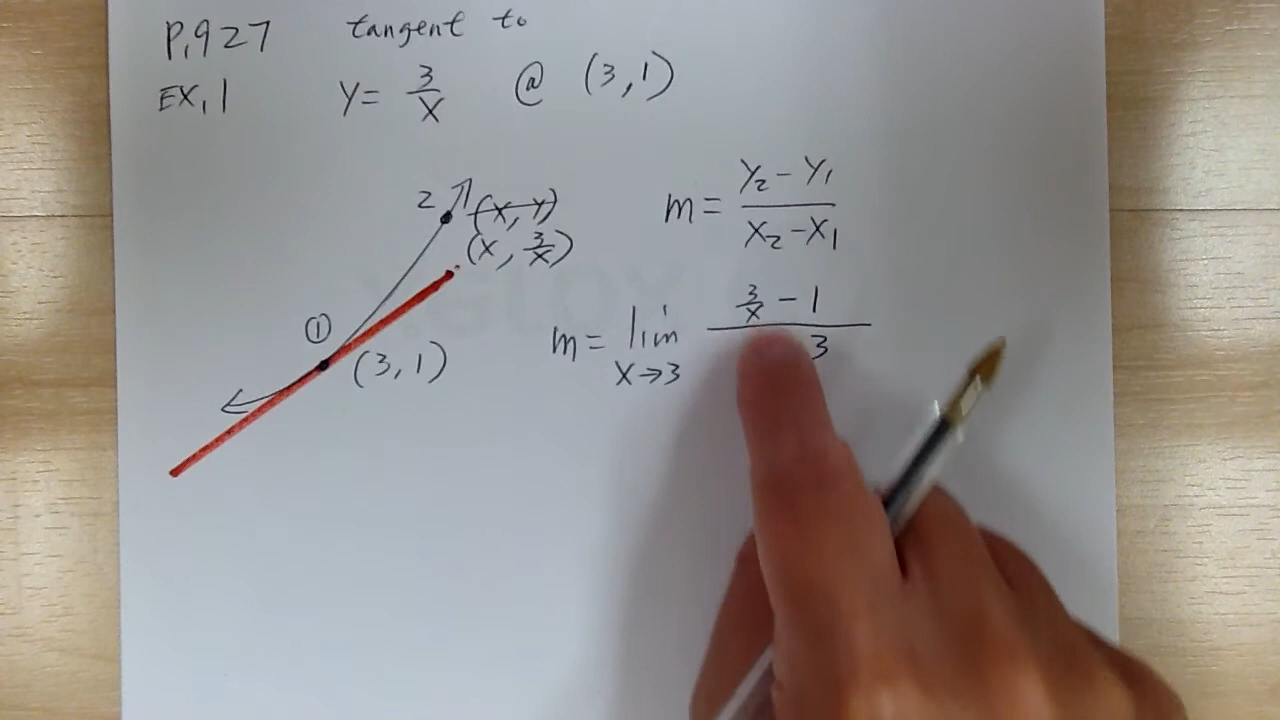 P.927 tangent to
EX.1 y = 3/x @ (3,1)
2 (x, y)
(x, 3/x)
① (3,1)
m = y₂ - y₁ / x₂ - x₁
m = lim x→3 3/x - 1 / 3